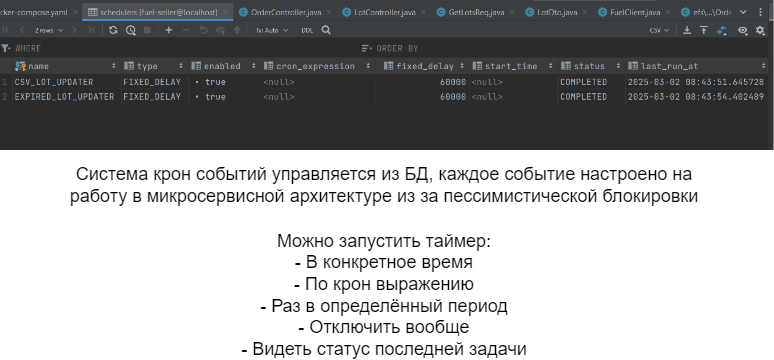 cker-compose.yaml schedulers [fuel-seller@localhost] OrderController.java LotController.java GetLotsReq.java LotDto.java FuelClient.java efs\...\Order
2 rows Tx: Auto DDL CSV
WHERE ORDER BY
name type enabled cron_expression fixed_delay start_time status last_run_at
1 CSV_LOT_UPDATER FIXED_DELAY true <null> 60000 <null> COMPLETED 2025-03-02 08:43:51.645728
2 EXPIRED_LOT_UPDATER FIXED_DELAY true <null> 60000 <null> COMPLETED 2025-03-02 08:43:54.402489
Система крон событий управляется из БД, каждое событие настроено на
работу в микросервисной архитектуре из за пессимистической блокировки
Можно запустить таймер:
- В конкретное время
- По крон выражению
- Раз в определённый период
- Отключить вообще
- Видеть статус последней задачи